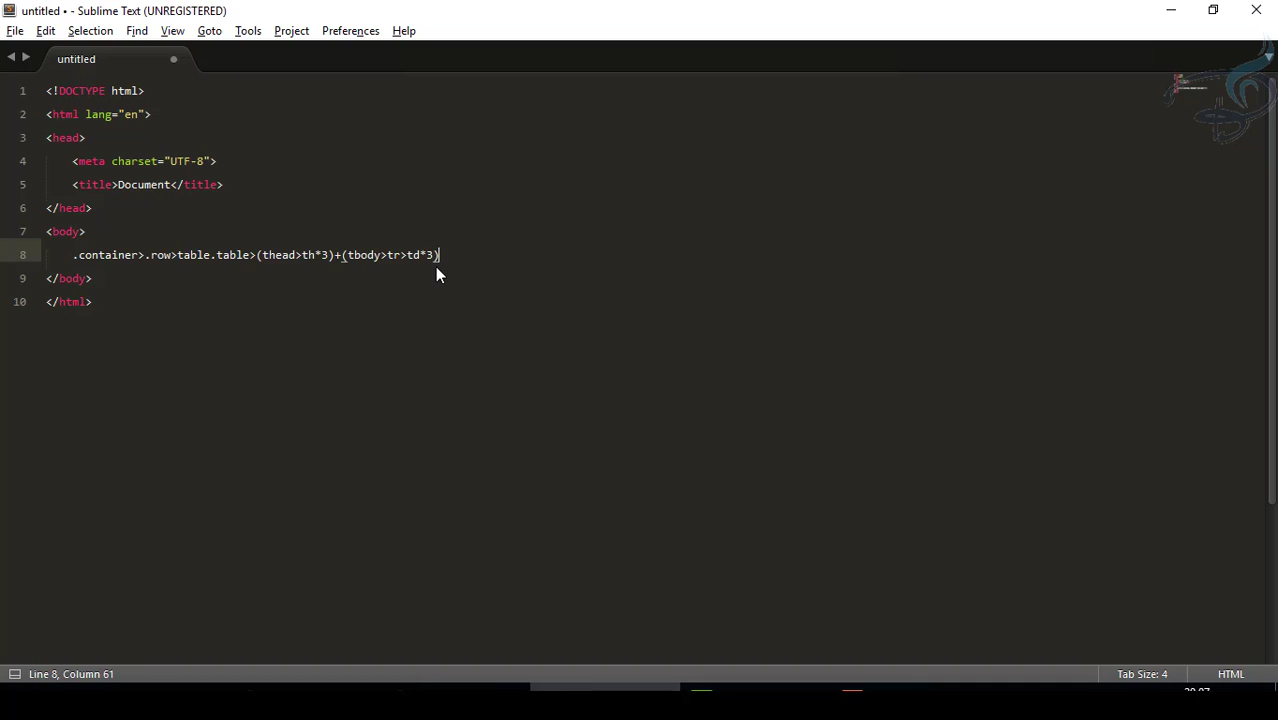 untitled • - Sublime Text (UNREGISTERED)
File Edit Selection Find View Goto Tools Project Preferences Help
untitled
1 <!DOCTYPE html>
2 <html lang="en">
3 <head>
4 <meta charset="UTF-8">
5 <title>Document</title>
6 </head>
7 <body>
8 .container>.row>table.table>(thead>th*3)+(tbody>tr>td*3)
9 </body>
10 </html>
Line 8, Column 61 Tab Size: 4 HTML